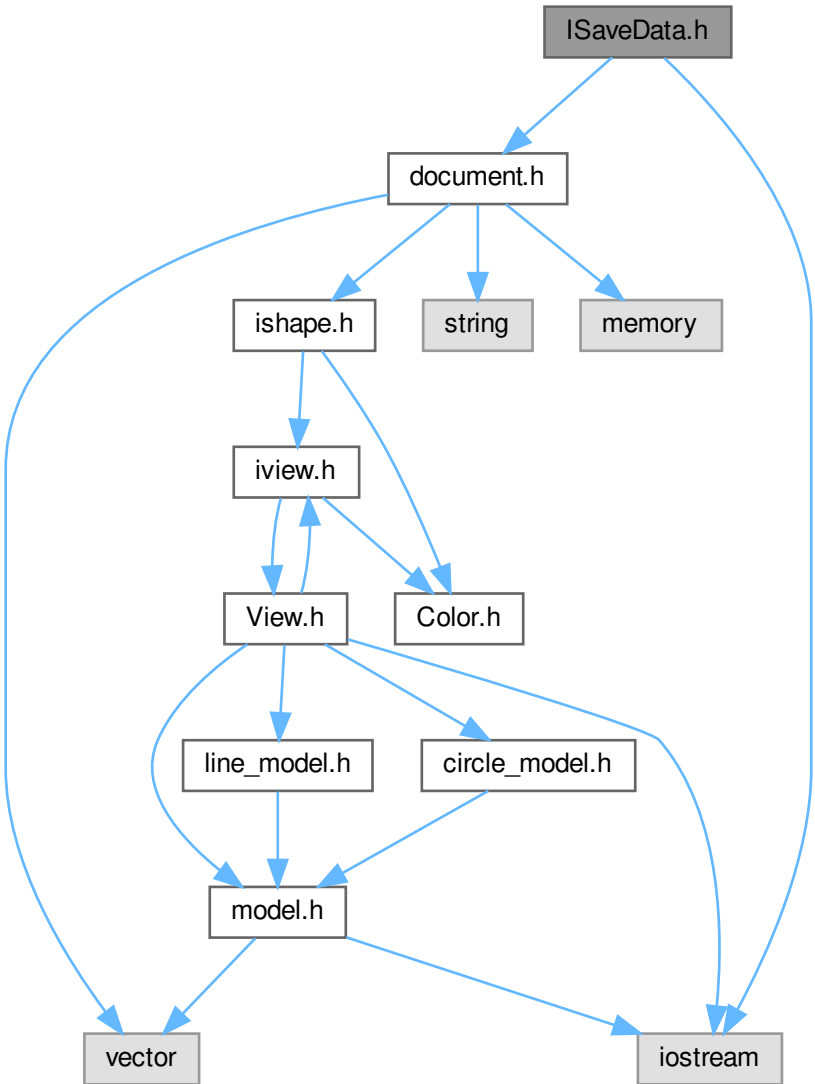 ISaveData.h
document.h
ishape.h
string
memory
iview.h
View.h
Color.h
line_model.h
circle_model.h
model.h
vector
iostream